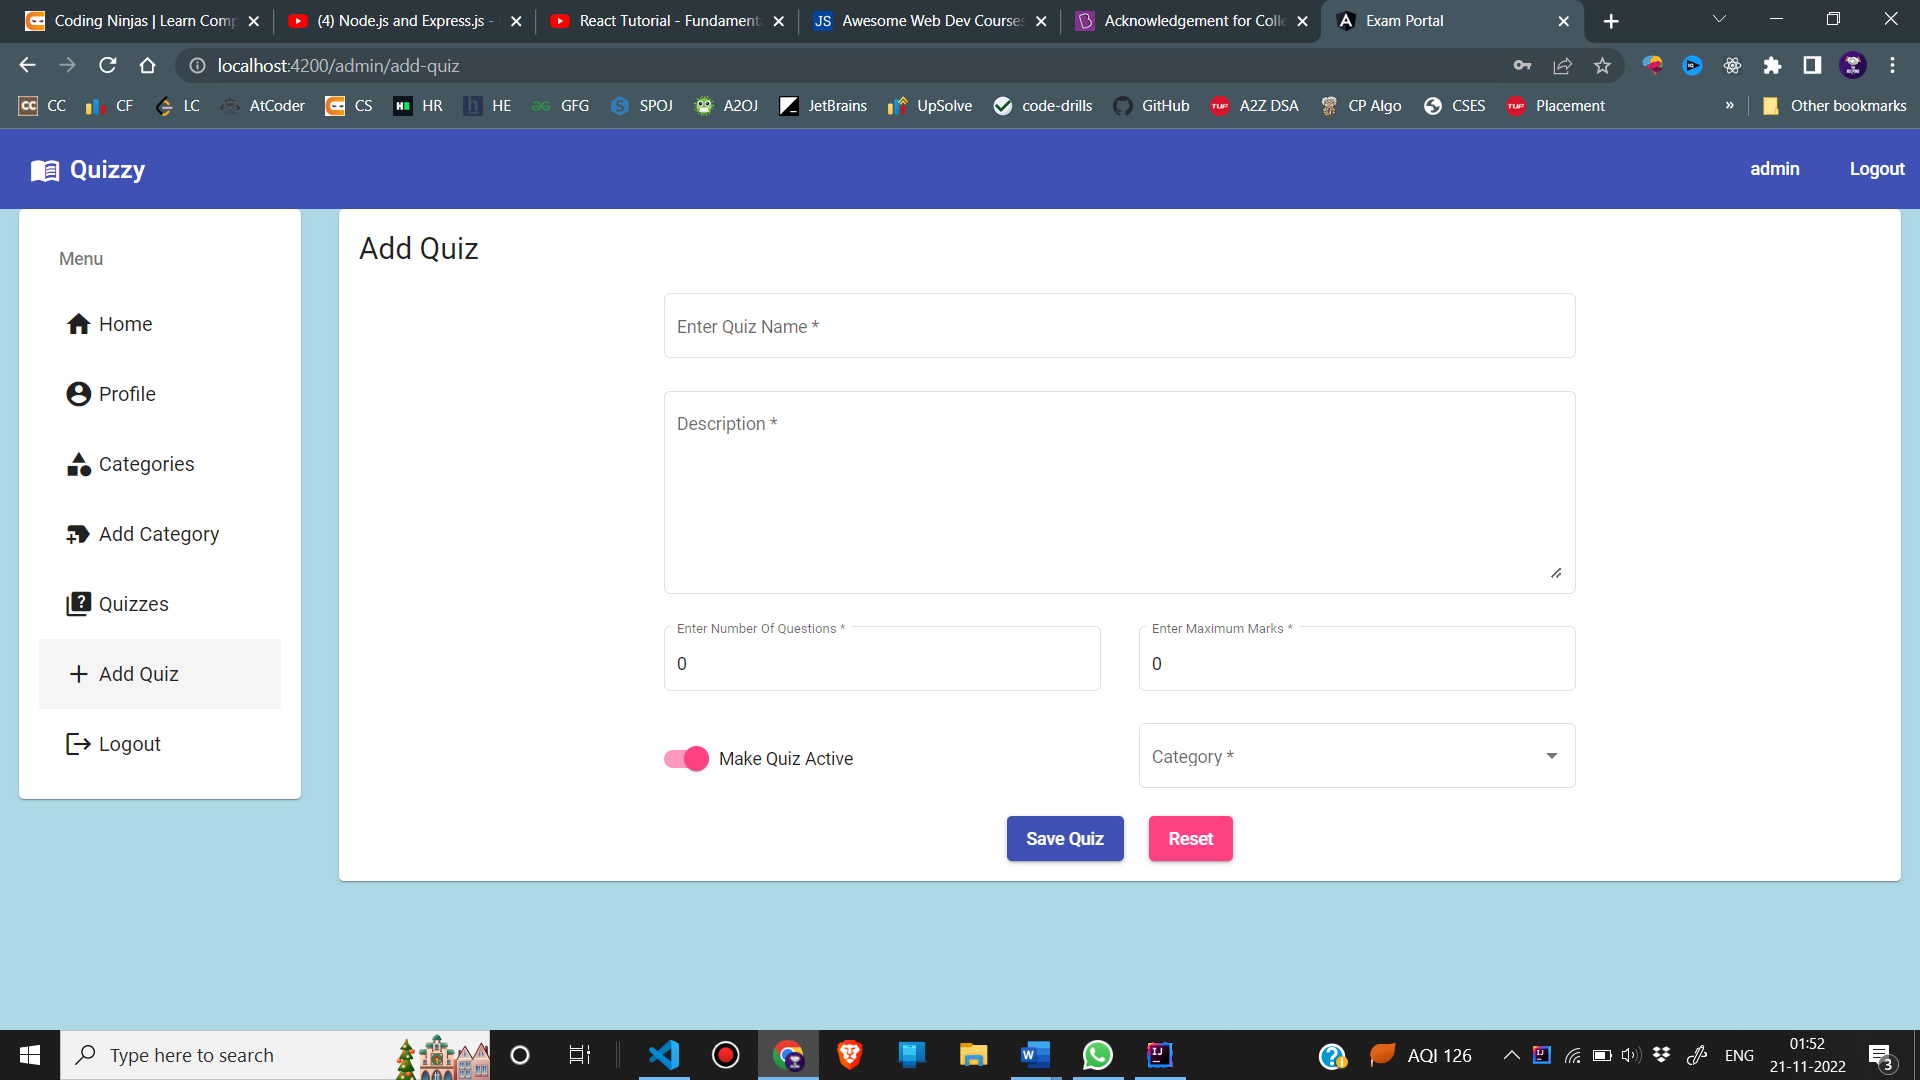 Coding Ninjas | Learn Comp
(4) Node.js and Express.js -
React Tutorial - Fundament
JS Awesome Web Dev Courses
Acknowledgement for Colle
Exam Portal
localhost:4200/admin/add-quiz
CC CC CF LC AtCoder CS HR HE GFG SPOJ A2OJ JetBrains UpSolve code-drills GitHub TUF A2Z DSA CP Algo CSES TUF Placement » Other bookmarks
Quizzy
admin Logout
Menu
Home
Profile
Categories
Add Category
Quizzes
Add Quiz
Logout
Add Quiz
Enter Quiz Name *
Description *
Enter Number Of Questions *
0
Enter Maximum Marks *
0
Make Quiz Active
Category *
Save Quiz
Reset
Type here to search
AQI 126
ENG
01:52
21-11-2022
3